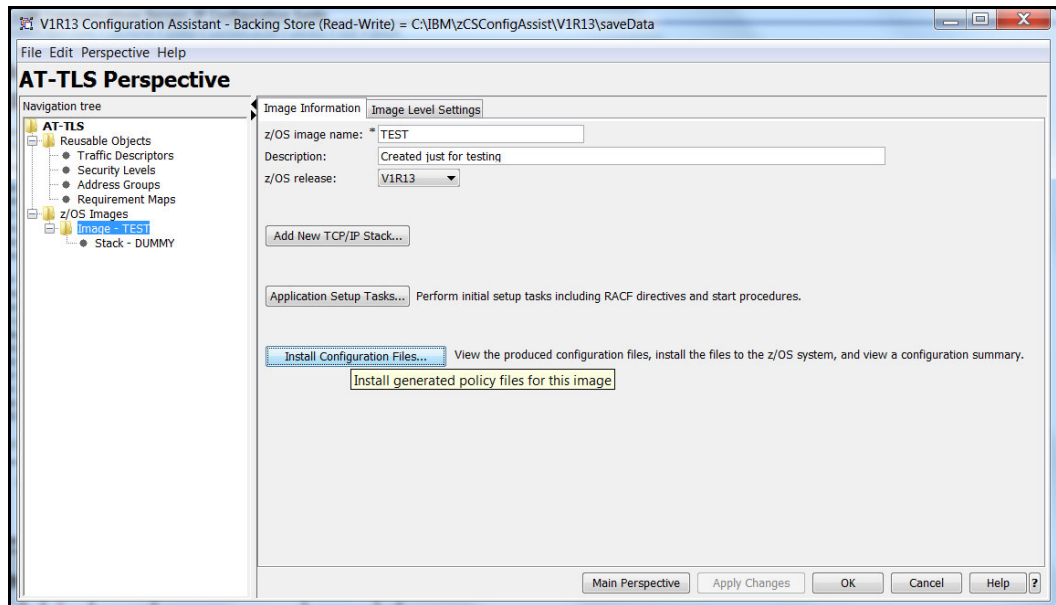 V1R13 Configuration Assistant - Backing Store (Read-Write) = C:\IBM\zCSConfigAssist\V1R13\saveData
File Edit Perspective Help
AT-TLS Perspective
Navigation tree
AT-TLS
Reusable Objects
Traffic Descriptors
Security Levels
Address Groups
Requirement Maps
z/OS Images
Image - TEST
Stack - DUMMY
Image Information Image Level Settings
z/OS image name: * TEST
Description: Created just for testing
z/OS release: V1R13
Add New TCP/IP Stack...
Application Setup Tasks... Perform initial setup tasks including RACF directives and start procedures.
Install Configuration Files... View the produced configuration files, install the files to the z/OS system, and view a configuration summary.
Install generated policy files for this image
Main Perspective Apply Changes OK Cancel Help ?